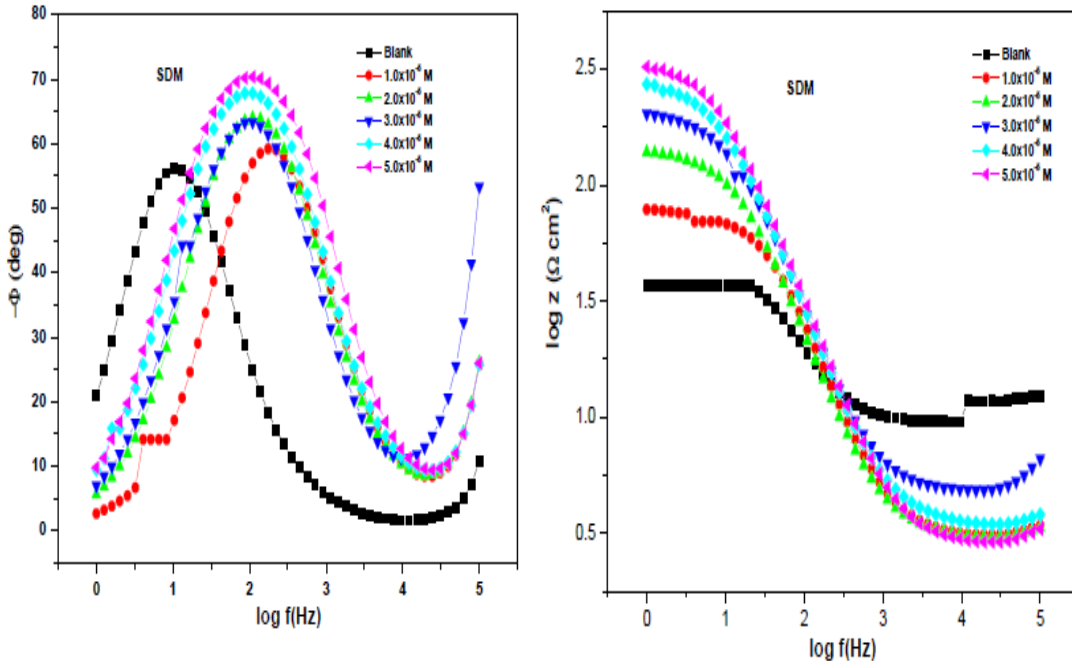 80
70
60
50
40
30
20
10
0
−Φ (deg)
SDM
Blank
1.0x10⁻⁶ M
2.0x10⁻⁶ M
3.0x10⁻⁶ M
4.0x10⁻⁶ M
5.0x10⁻⁶ M
0 1 2 3 4 5
log f(Hz)
2.5
2.0
1.5
1.0
0.5
log z (Ω cm²)
SDM
Blank
1.0x10⁻⁶ M
2.0x10⁻⁶ M
3.0x10⁻⁶ M
4.0x10⁻⁶ M
5.0x10⁻⁶ M
0 1 2 3 4 5
log f(Hz)